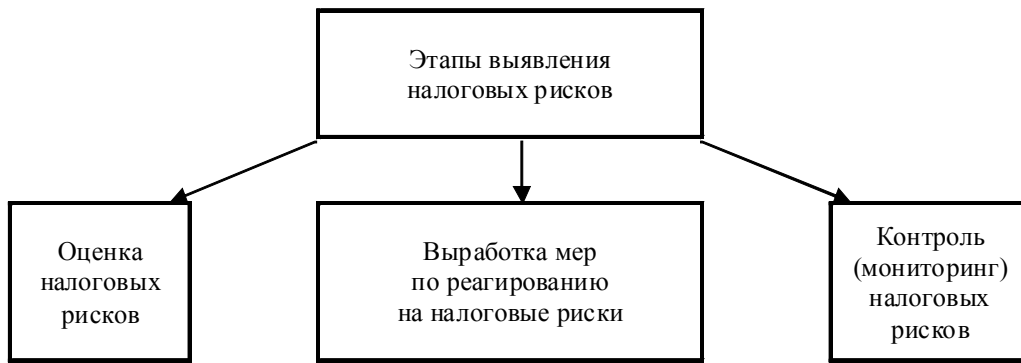 Этапы выявления
налоговых рисков
Оценка
налоговых
рисков
Выработка мер
по реагированию
на налоговые риски
Контроль
(мониторинг)
налоговых
рисков